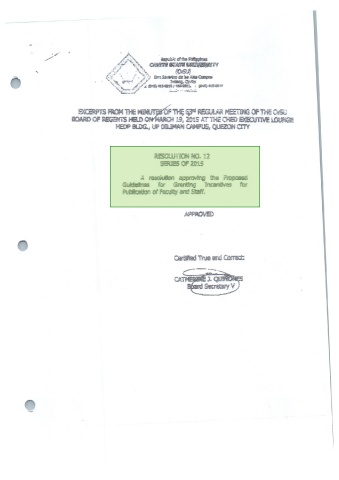 Republic of the Philippines
CAVITE STATE UNIVERSITY
(CvSU)
Don Severino de las Alas Campus
Indang, Cavite
EXCERPTS FROM THE MINUTES OF THE 53RD REGULAR MEETING OF THE CvSU
BOARD OF REGENTS HELD ON MARCH 19, 2015 AT THE CHED EXECUTIVE LOUNGE
HEDP BLDG., UP DILIMAN CAMPUS, QUEZON CITY
RESOLUTION NO. 12
SERIES OF 2015
A resolution approving the Proposed
Guidelines for Granting Incentives for
Publication of Faculty and Staff.
APPROVED
Certified True and Correct:
CATHERINE J. QUIÑONES
Board Secretary V